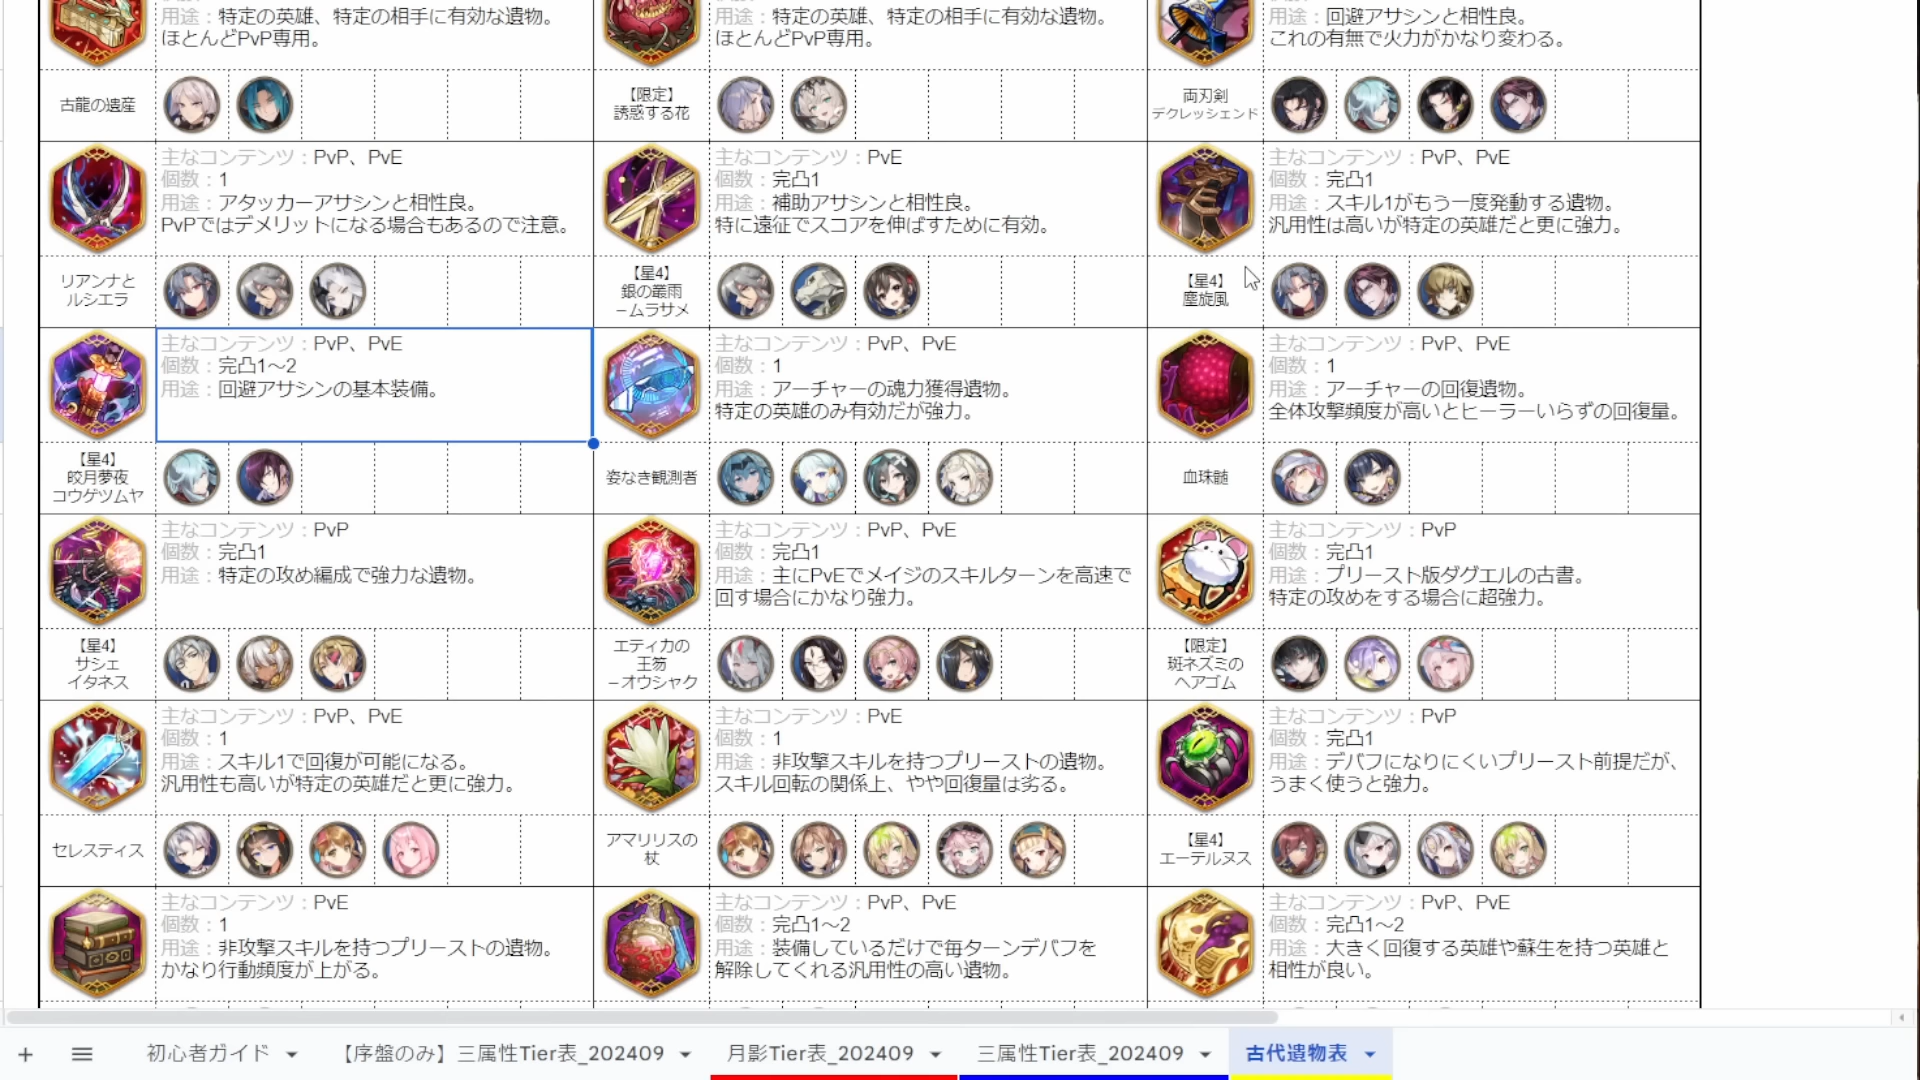 用途：特定の英雄、特定の相手に有効な遺物。
ほとんどPvP専用。
用途：特定の英雄、特定の相手に有効な遺物。
ほとんどPvP専用。
用途：回避アサシンと相性良。
これの有無で火力がかなり変わる。
古龍の遺産
【限定】
誘惑する花
両刃剣
デクレッシェンド
主なコンテンツ：PvP、PvE
個数：1
用途：アタッカーアサシンと相性良。
PvPではデメリットになる場合もあるので注意。
主なコンテンツ：PvE
個数：完凸1
用途：補助アサシンと相性良。
特に遠征でスコアを伸ばすために有効。
主なコンテンツ：PvP、PvE
個数：完凸1
用途：スキル1がもう一度発動する遺物。
汎用性は高いが特定の英雄だと更に強力。
リアンナと
ルシエラ
【星4】
銀の叢雨
－ムラサメ
【星4】
塵旋風
主なコンテンツ：PvP、PvE
個数：完凸1～2
用途：回避アサシンの基本装備。
主なコンテンツ：PvP、PvE
個数：1
用途：アーチャーの魂力獲得遺物。
特定の英雄のみ有効だが強力。
主なコンテンツ：PvP、PvE
個数：1
用途：アーチャーの回復遺物。
全体攻撃頻度が高いとヒーラーいらずの回復量。
【星4】
皎月夢夜
コウゲツムヤ
姿なき観測者
血珠髄
主なコンテンツ：PvP
個数：完凸1
用途：特定の攻め編成で強力な遺物。
主なコンテンツ：PvP、PvE
個数：完凸1
用途：主にPvEでメイジのスキルターンを高速で
回す場合にかなり強力。
主なコンテンツ：PvP
個数：完凸1
用途：プリースト版ダグエルの古書。
特定の攻めをする場合に超強力。
【星4】
サシェ
イタネス
エティカの
王笏
－オウシャク
【限定】
斑ネズミの
ヘアゴム
主なコンテンツ：PvP、PvE
個数：1
用途：スキル1で回復が可能になる。
汎用性も高いが特定の英雄だと更に強力。
主なコンテンツ：PvE
個数：1
用途：非攻撃スキルを持つプリーストの遺物。
スキル回転の関係上、やや回復量は劣る。
主なコンテンツ：PvP
個数：完凸1
用途：デバフになりにくいプリースト前提だが、
うまく使うと強力。
セレスティス
アマリリスの
杖
【星4】
エーテルヌス
主なコンテンツ：PvE
個数：1
用途：非攻撃スキルを持つプリーストの遺物。
かなり行動頻度が上がる。
主なコンテンツ：PvP、PvE
個数：完凸1～2
用途：装備しているだけで毎ターンデバフを
解除してくれる汎用性の高い遺物。
主なコンテンツ：PvP、PvE
個数：完凸1～2
用途：大きく回復する英雄や蘇生を持つ英雄と
相性が良い。
初心者ガイド
【序盤のみ】三属性Tier表_202409
月影Tier表_202409
三属性Tier表_202409
古代遺物表